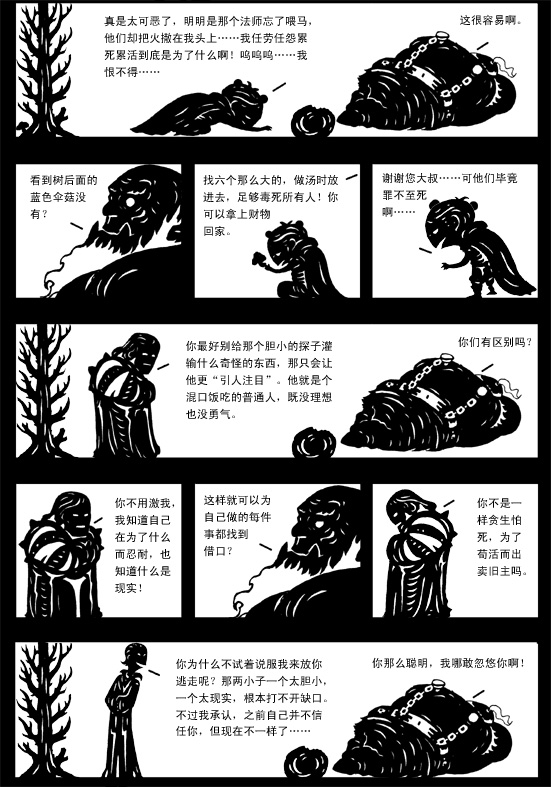 真是太可恶了，明明是那个法师忘了喂马，
他们却把火撒在我头上……我任劳任怨累
死累活到底是为了什么啊！呜呜呜……我
恨不得……
这很容易啊。
看到树后面的
蓝色伞菇没
有？
找六个那么大的，做汤时放
进去，足够毒死所有人！你
可以拿上财物
回家。
谢谢您大叔……可他们毕竟
罪不至死
啊……
你最好别给那个胆小的探子灌
输什么奇怪的东西，那只会让
他更“引人注目”。他就是个
混口饭吃的普通人，既没理想
也没勇气。
你们有区别吗？
你不用激我，
我知道自己
在为了什么
而忍耐，也
知道什么是
现实！
这样就可以为
自己做的每件
事都找到
借口？
你不是一
样贪生怕
死，为了
苟活而出
卖旧主吗。
你为什么不试着说服我来放你
逃走呢？那两小子一个太胆小，
一个太现实，根本打不开缺口。
不过我承认，之前自己并不信
任你，但现在不一样了……
你那么聪明，我哪敢忽悠你啊！